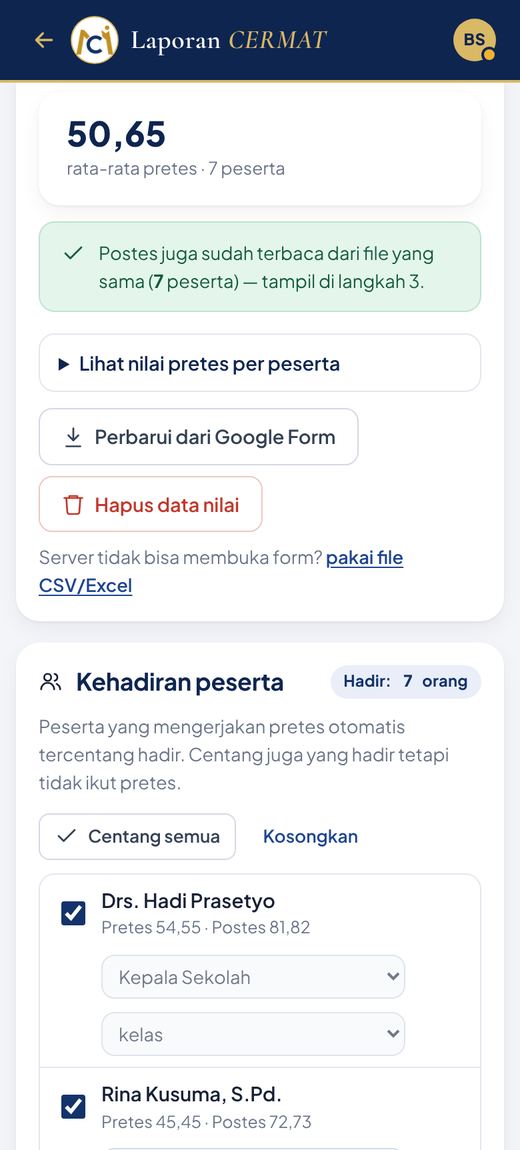 Laporan CERMAT
BS
50,65
rata-rata pretes · 7 peserta
Postes juga sudah terbaca dari file yang
sama (7 peserta) — tampil di langkah 3.
Lihat nilai pretes per peserta
Perbarui dari Google Form
Hapus data nilai
Server tidak bisa membuka form? pakai file
CSV/Excel
Kehadiran peserta
Hadir: 7 orang
Peserta yang mengerjakan pretes otomatis
tercentang hadir. Centang juga yang hadir tetapi
tidak ikut pretes.
Centang semua
Kosongkan
Drs. Hadi Prasetyo
Pretes 54,55 · Postes 81,82
Kepala Sekolah
kelas
Rina Kusuma, S.Pd.
Pretes 45,45 · Postes 72,73